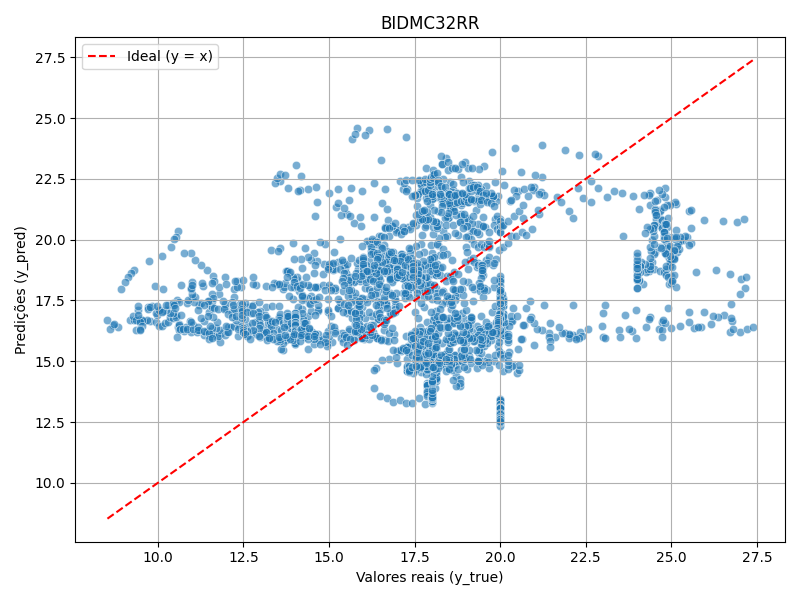 BIDMC32RR
Ideal (y = x)
27.5
25.0
22.5
20.0
17.5
15.0
12.5
10.0
Predições (y_pred)
10.0 12.5 15.0 17.5 20.0 22.5 25.0 27.5
Valores reais (y_true)